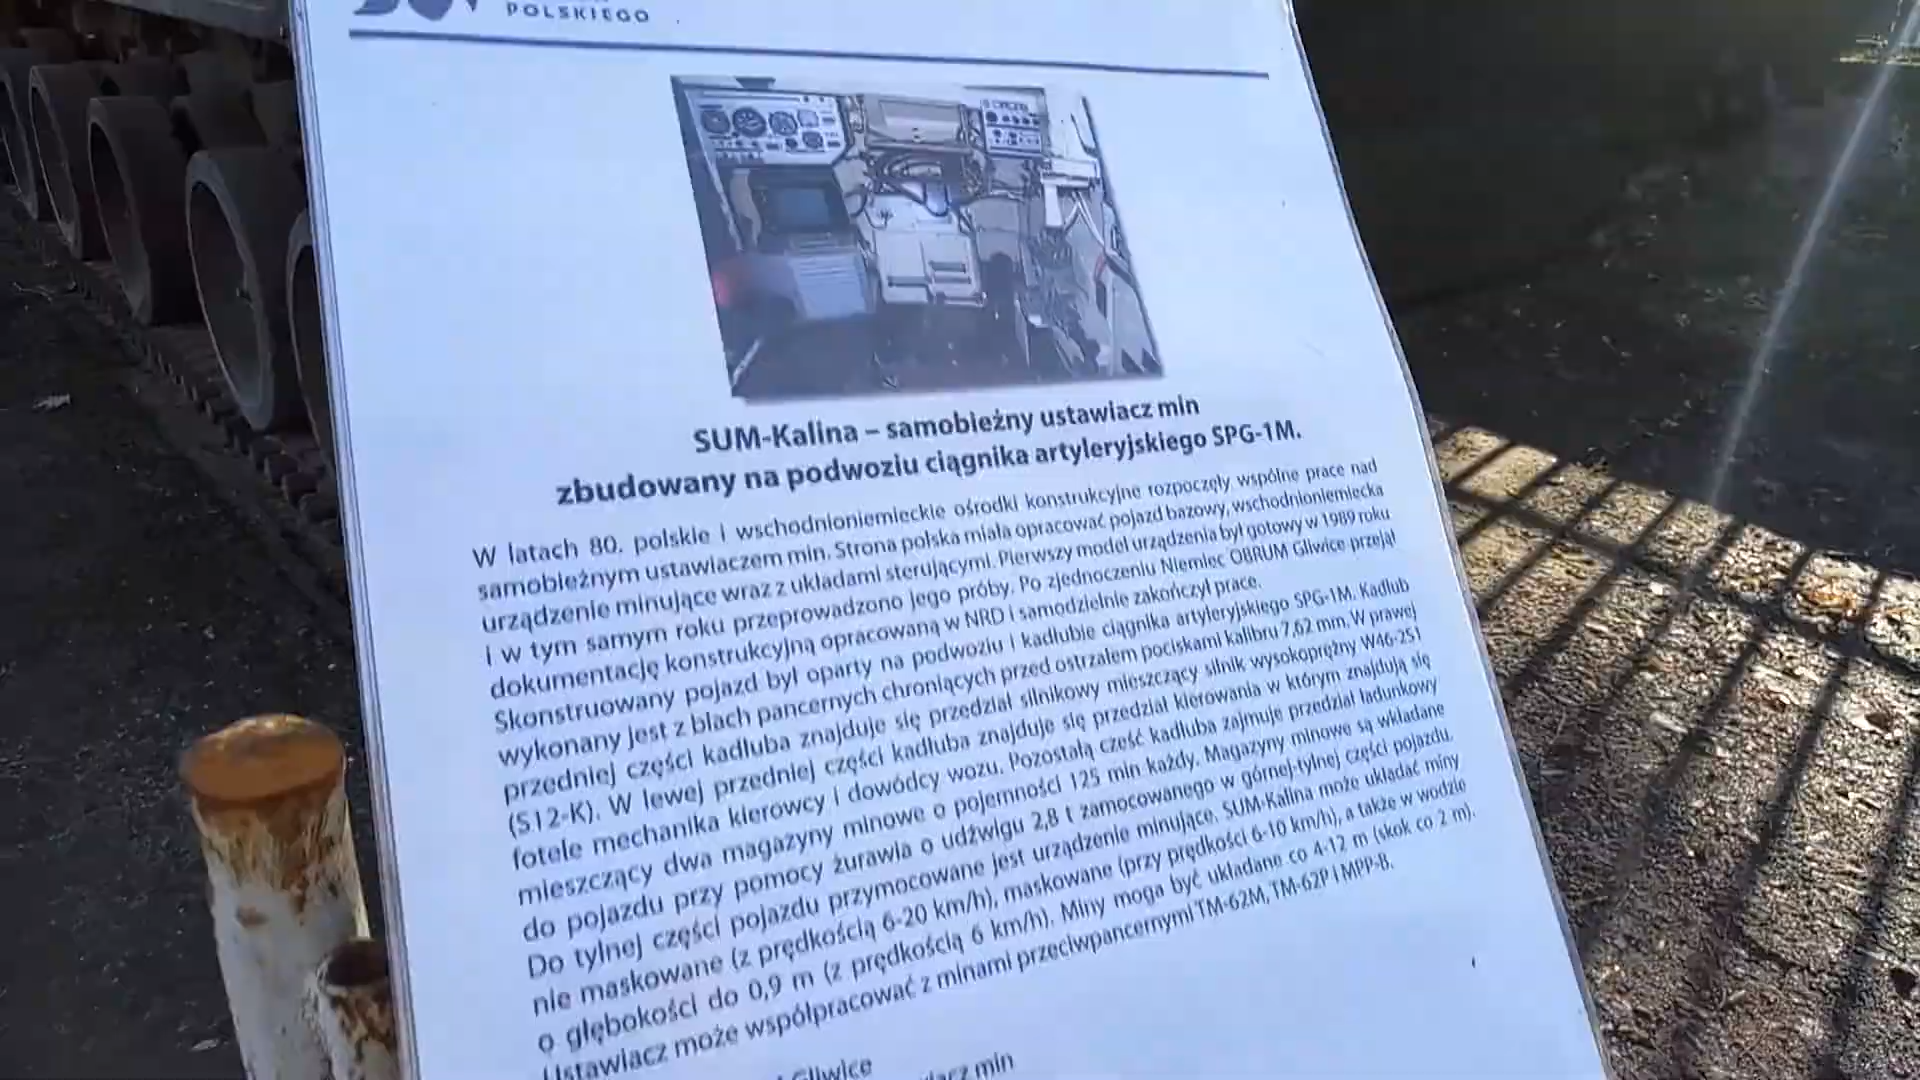 POLSKIEGO
SUM-Kalina – samobieżny ustawiacz min
zbudowany na podwoziu ciągnika artyleryjskiego SPG-1M.
W latach 80. polskie i wschodnioniemieckie ośrodki konstrukcyjne rozpoczęły wspólne prace nad
samobieżnym ustawiaczem min. Strona polska miała opracować pojazd bazowy, wschodnioniemiecka
urządzenie minujące wraz z układami sterującymi. Pierwszy model urządzenia był gotowy w 1989 roku
i w tym samym roku przeprowadzono jego próby. Po zjednoczeniu Niemiec OBRUM Gliwice przejął
dokumentację konstrukcyjną opracowaną w NRD i samodzielnie zakończył prace.
Skonstruowany pojazd był oparty na podwoziu i kadłubie ciągnika artyleryjskiego SPG-1M. Kadłub
wykonany jest z blach pancernych chroniących przed ostrzałem pociskami kalibru 7,62 mm. W prawej
przedniej części kadłuba znajduje się przedział silnikowy mieszczący silnik wysokoprężny W46-2S1
(S12-K). W lewej przedniej części kadłuba znajduje się przedział kierowania w którym znajdują się
fotele mechanika kierowcy i dowódcy wozu. Pozostałą cześć kadłuba zajmuje przedział ładunkowy
mieszczący dwa magazyny minowe o pojemności 125 min każdy. Magazyny minowe są wkładane
do pojazdu przy pomocy żurawia o udźwigu 2,8 t zamocowanego w górnej-tylnej części pojazdu.
Do tylnej części pojazdu przymocowane jest urządzenie minujące. SUM-Kalina może układać miny
nie maskowane (z prędkością 6-20 km/h), maskowane (przy prędkości 6-10 km/h), a także w wodzie
o głębokości do 0,9 m (z prędkością 6 km/h). Miny moga być układane co 4-12 m (skok co 2 m).
Ustawiacz może współpracować z minami przeciwpancernymi TM-62M, TM-62P i MPP-B.
Gliwice
min